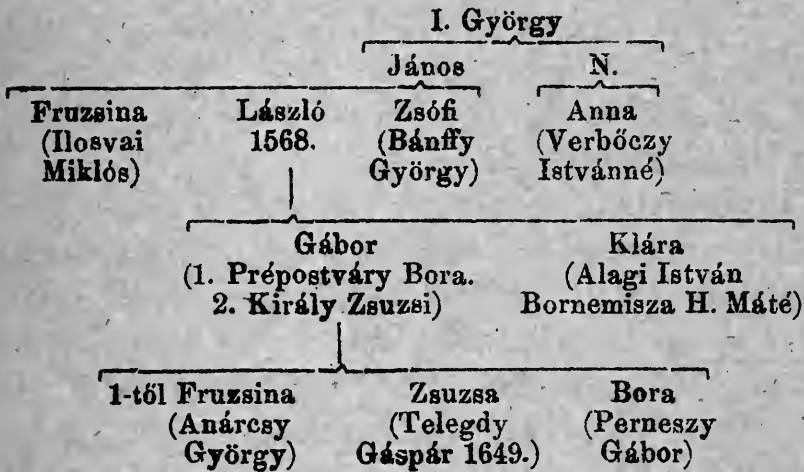 I. György
János N.
Fruzsina László Zsófi Anna
(Ilosvai 1568. (Bánffy (Verbőczy
Miklós) György) Istvánné)
Gábor Klára
(1. Prépostváry Bora. (Alagi István
2. Király Zsuzsi) Bornemisza H. Máté)
1-től Fruzsina Zsuzsa Bora
(Anárcsy (Telegdy (Perneszy
György) Gáspár 1649.) Gábor)